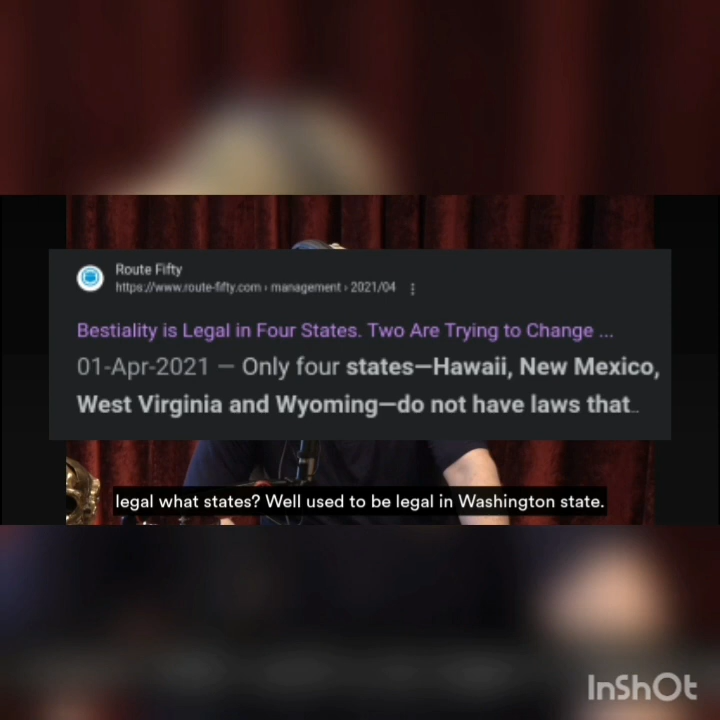 Route Fifty
https://www.route-fifty.com › management › 2021/04
Bestiality is Legal in Four States. Two Are Trying to Change ...
01-Apr-2021 — Only four states—Hawaii, New Mexico,
West Virginia and Wyoming—do not have laws that...
legal what states? Well used to be legal in Washington state.
InShOt